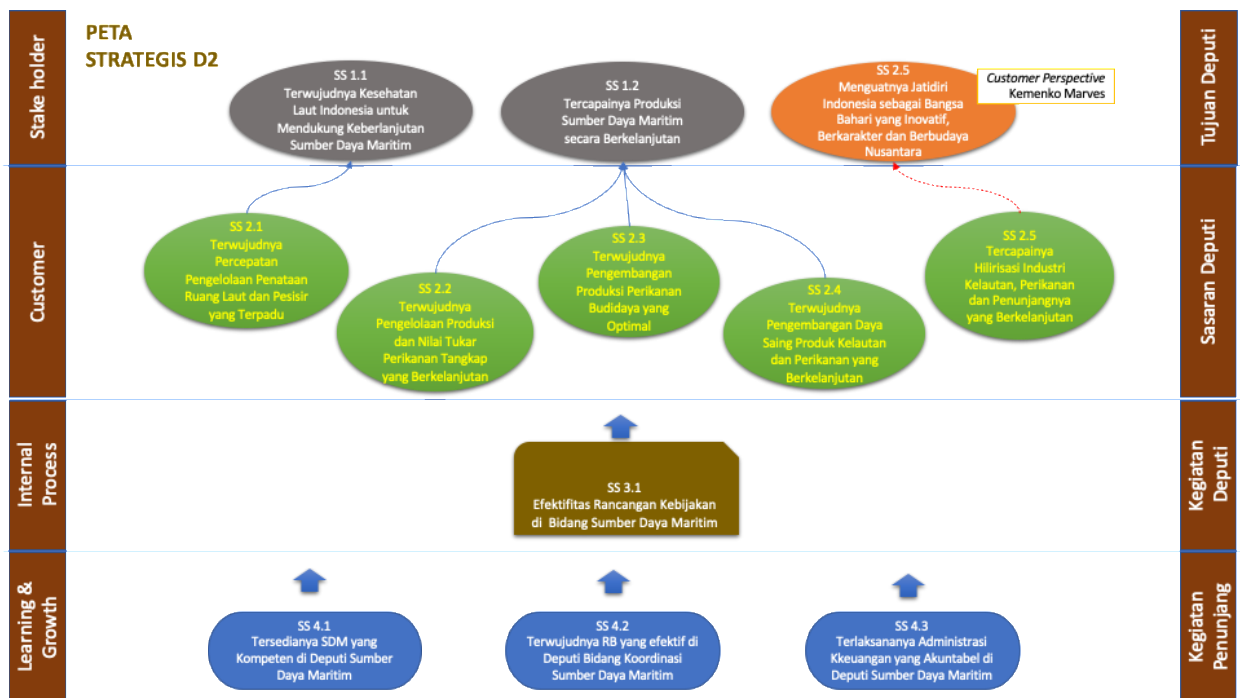 PETA
STRATEGIS D2
Stake holder
SS 1.1
Terwujudnya Kesehatan
Laut Indonesia untuk
Mendukung Keberlanjutan
Sumber Daya Maritim
SS 1.2
Tercapainya Produksi
Sumber Daya Maritim
secara Berkelanjutan
SS 2.5
Menguatnya Jatidiri
Indonesia sebagai Bangsa
Bahari yang Inovatif,
Berkarakter dan Berbudaya
Nusantara
Customer Perspective
Kemenko Marves
Tujuan Deputi
Customer
SS 2.1
Terwujudnya
Percepatan
Pengelolaan Penataan
Ruang Laut dan Pesisir
yang Terpadu
SS 2.2
Terwujudnya
Pengelolaan Produksi
dan Nilai Tukar
Perikanan Tangkap
yang Berkelanjutan
SS 2.3
Terwujudnya
Pengembangan
Produksi Perikanan
Budidaya yang
Optimal
SS 2.4
Terwujudnya
Pengembangan Daya
Saing Produk Kelautan
dan Perikanan yang
Berkelanjutan
SS 2.5
Tercapainya
Hilirisasi Industri
Kelautan, Perikanan
dan Penunjangnya
yang Berkelanjutan
Sasaran Deputi
Internal
Process
SS 3.1
Efektifitas Rancangan Kebijakan
di Bidang Sumber Daya Maritim
Kegiatan
Deputi
Learning &
Growth
SS 4.1
Tersedianya SDM yang
Kompeten di Deputi Sumber
Daya Maritim
SS 4.2
Terwujudnya RB yang efektif di
Deputi Bidang Koordinasi
Sumber Daya Maritim
SS 4.3
Terlaksananya Administrasi
Kkeuangan yang Akuntabel di
Deputi Sumber Daya Maritim
Kegiatan
Penunjang